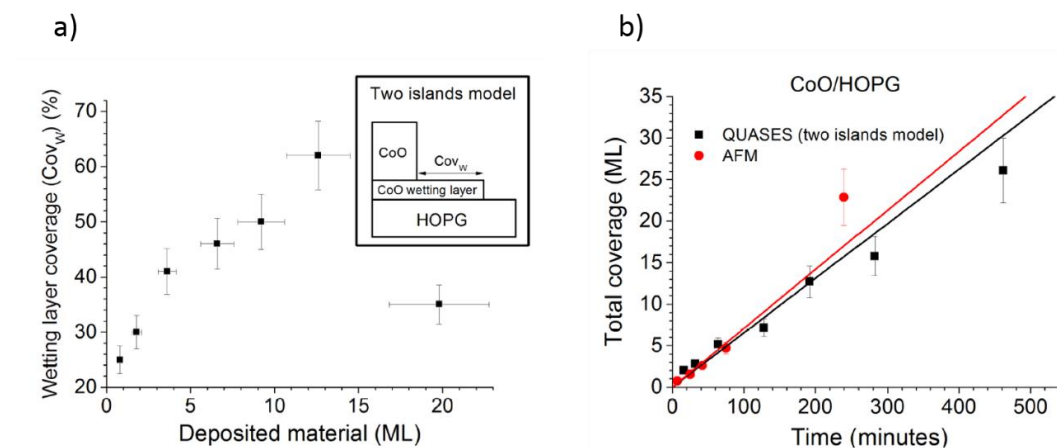 a)
Wetting layer coverage (Cov_W) (%)
70
60
50
40
30
20
0
5
10
15
20
Deposited material (ML)
Two islands model
CoO
Cov_W
CoO wetting layer
HOPG
b)
CoO/HOPG
QUASES (two islands model)
AFM
Total coverage (ML)
35
30
25
20
15
10
5
0
0
100
200
300
400
500
Time (minutes)